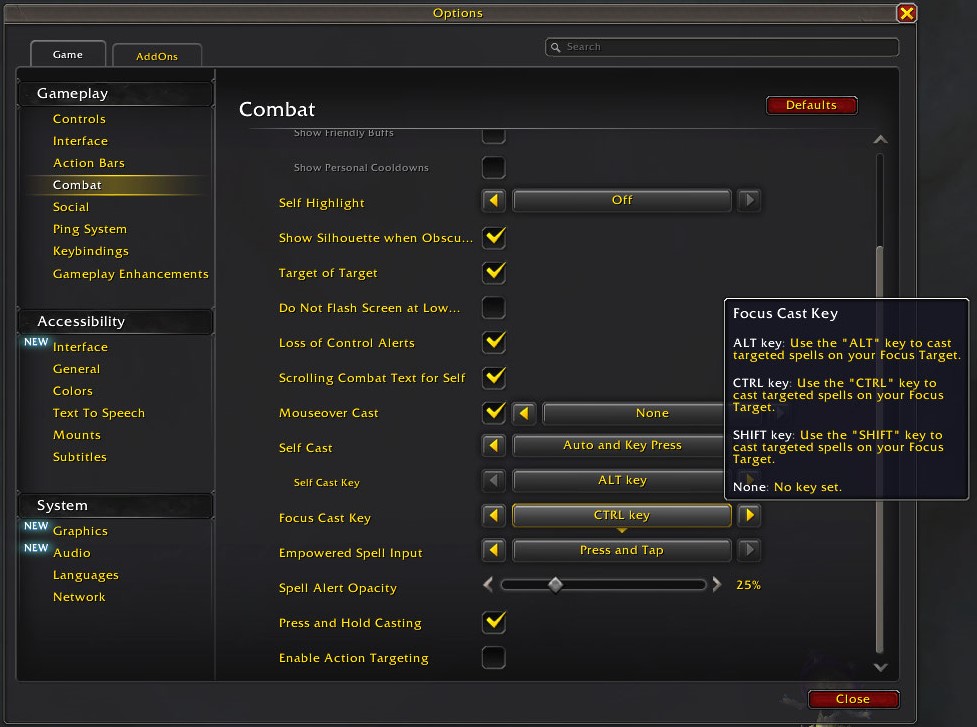 Options
Game
AddOns
Search
Gameplay
Controls
Interface
Action Bars
Combat
Social
Ping System
Keybindings
Gameplay Enhancements
Accessibility
NEW
Interface
General
Colors
Text To Speech
Mounts
Subtitles
System
NEW
Graphics
NEW
Audio
Languages
Network
Combat
Defaults
Show Friendly Buffs
Show Personal Cooldowns
Self Highlight
Off
Show Silhouette when Obscu...
Target of Target
Do Not Flash Screen at Low...
Loss of Control Alerts
Scrolling Combat Text for Self
Mouseover Cast
None
Self Cast
Auto and Key Press
Self Cast Key
ALT key
Focus Cast Key
CTRL key
Empowered Spell Input
Press and Tap
Spell Alert Opacity
25%
Press and Hold Casting
Enable Action Targeting
Focus Cast Key
ALT key: Use the "ALT" key to cast
targeted spells on your Focus Target.
CTRL key: Use the "CTRL" key to
cast targeted spells on your Focus
Target.
SHIFT key: Use the "SHIFT" key to
cast targeted spells on your Focus
Target.
None: No key set.
Close